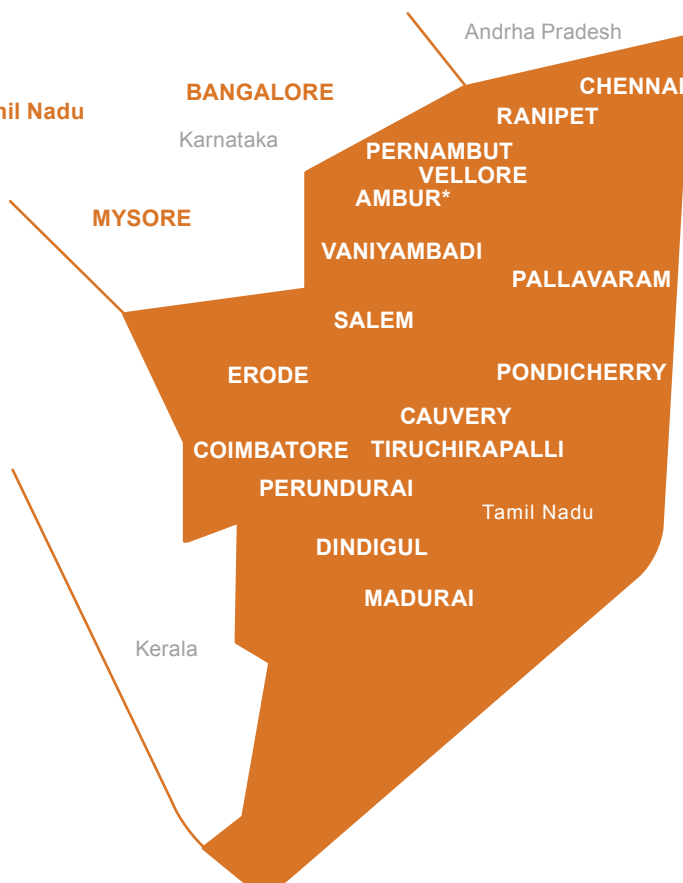 Andrha Pradesh
CHENNAI
BANGALORE
mil Nadu
RANIPET
Karnataka
PERNAMBUT
VELLORE
AMBUR*
MYSORE
VANIYAMBADI
PALLAVARAM
SALEM
ERODE
PONDICHERRY
CAUVERY
COIMBATORE
TIRUCHIRAPALLI
PERUNDURAI
Tamil Nadu
DINDIGUL
MADURAI
Kerala